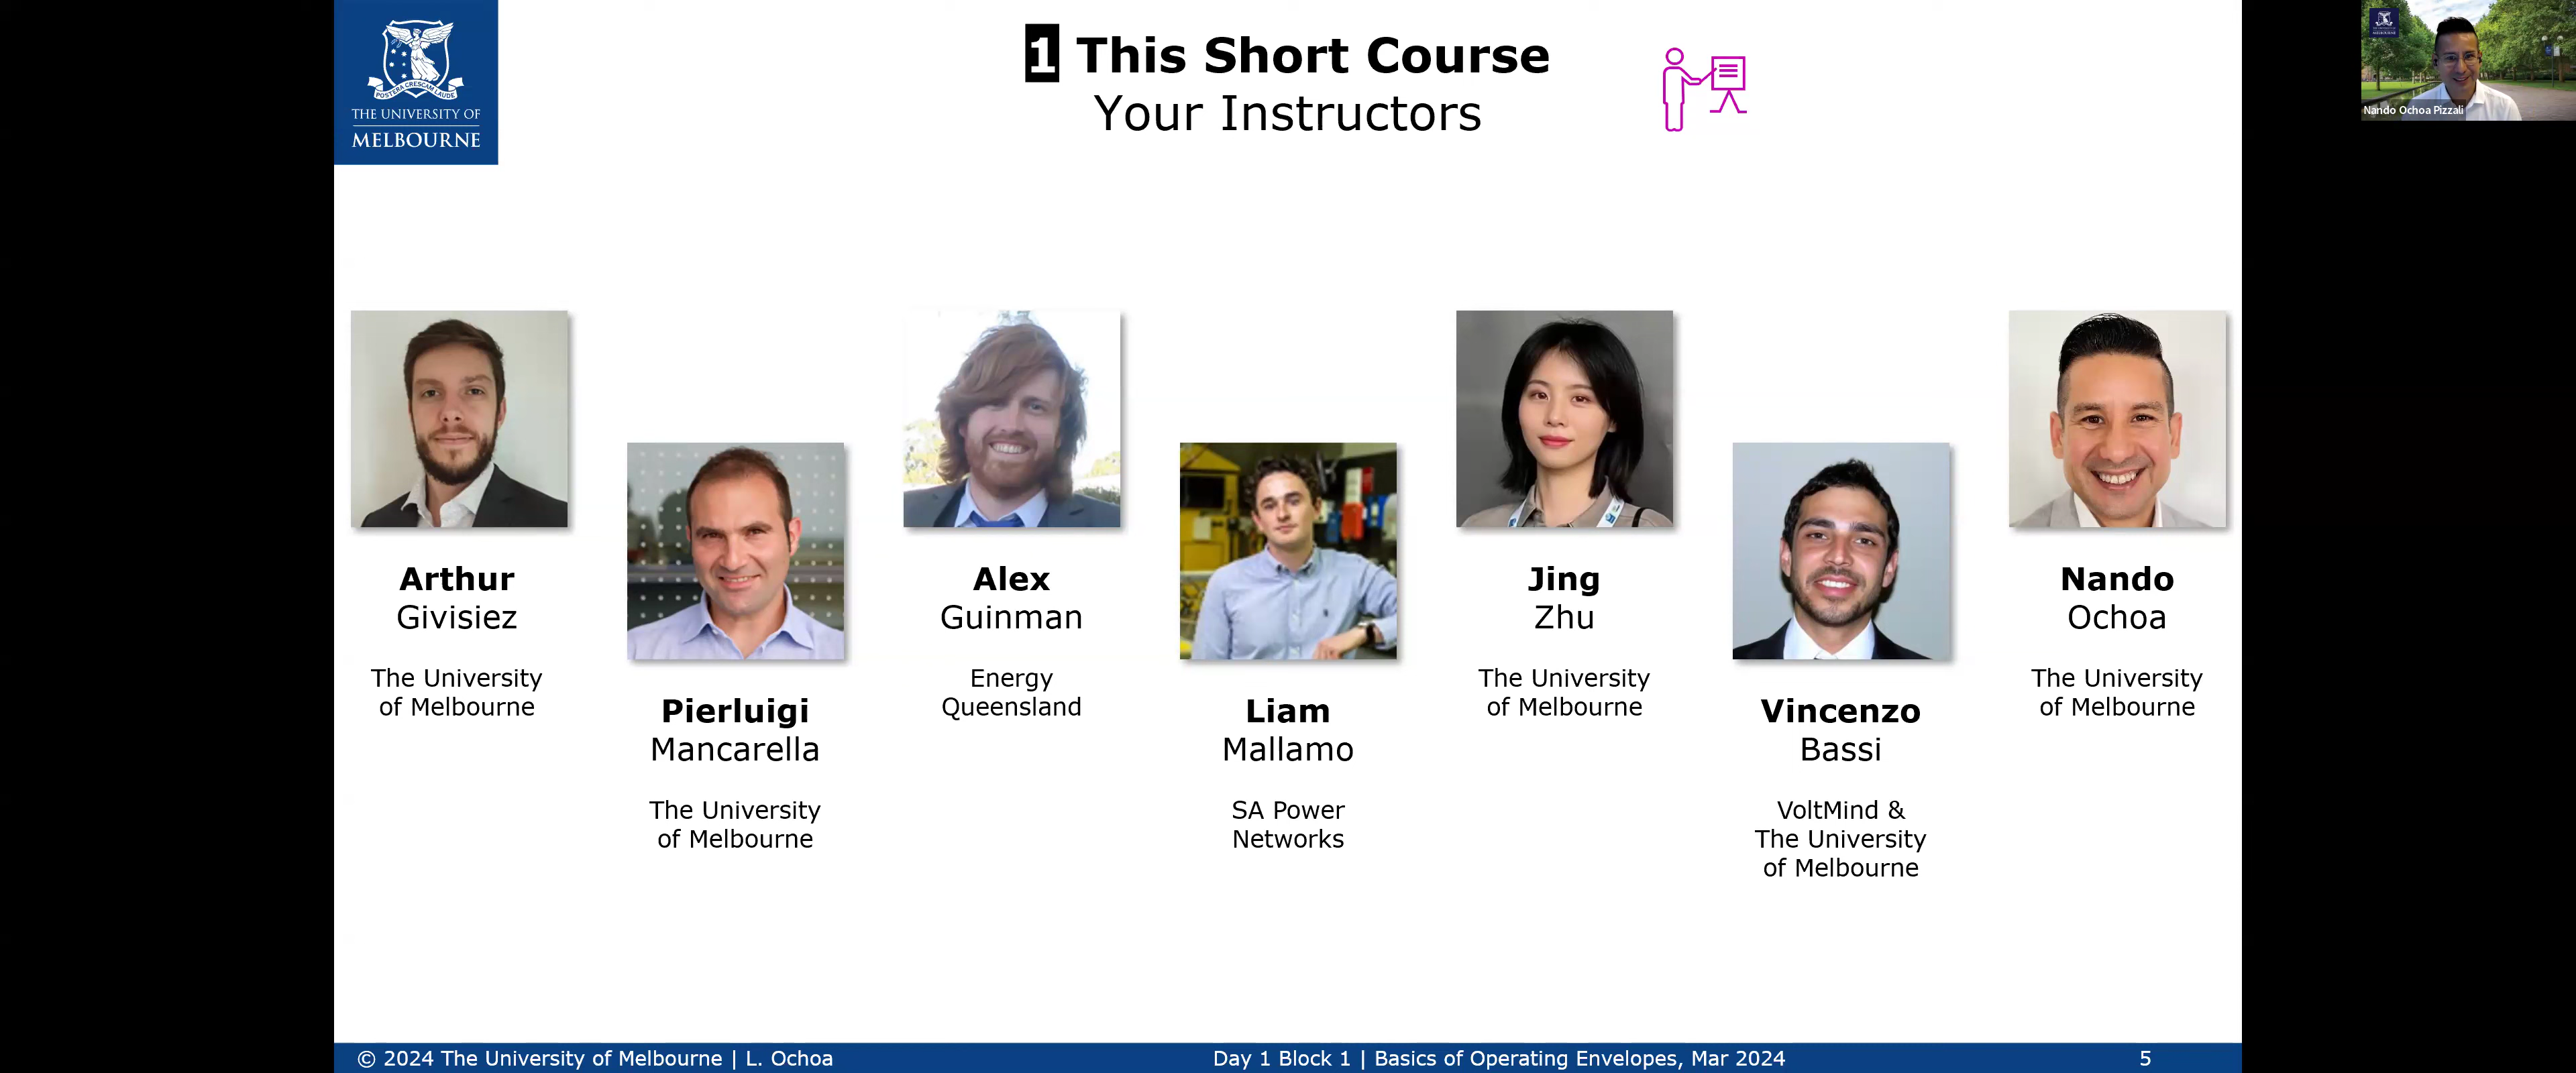 POSTERA CRESCAM LAUDE
THE UNIVERSITY OF
MELBOURNE
1 This Short Course
Your Instructors
Nando Ochoa Pizzali
Arthur
Givisiez
The University
of Melbourne
Pierluigi
Mancarella
The University
of Melbourne
Alex
Guinman
Energy
Queensland
Liam
Mallamo
SA Power
Networks
Jing
Zhu
The University
of Melbourne
Vincenzo
Bassi
VoltMind &
The University
of Melbourne
Nando
Ochoa
The University
of Melbourne
© 2024 The University of Melbourne | L. Ochoa
Day 1 Block 1 | Basics of Operating Envelopes, Mar 2024
5